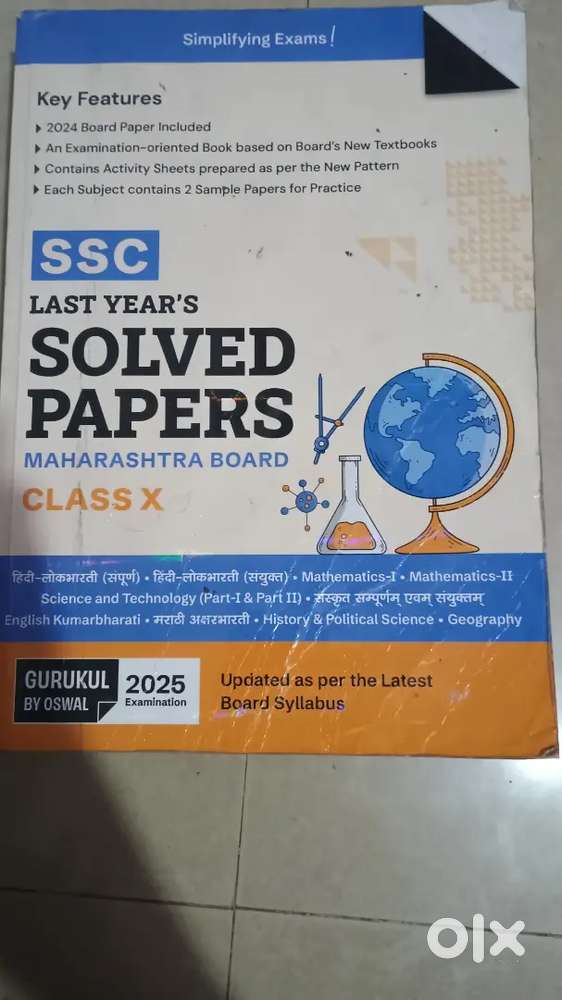 Simplifying Exams!
Key Features
2024 Board Paper Included
An Examination-oriented Book based on Board's New Textbooks
Contains Activity Sheets prepared as per the New Pattern
Each Subject contains 2 Sample Papers for Practice
SSC
LAST YEAR'S
SOLVED
PAPERS
MAHARASHTRA BOARD
CLASS X
हिंदी-लोकभारती (संपूर्ण) • हिंदी-लोकभारती (संयुक्त) • Mathematics-I • Mathematics-II
Science and Technology (Part-I & Part II) • संस्कृत सम्पूर्णम् एवम् संयुक्तम्
English Kumarbharati • मराठी अक्षरभारती • History & Political Science • Geography
GURUKUL
BY OSWAL
2025
Examination
Updated as per the Latest
Board Syllabus
olx